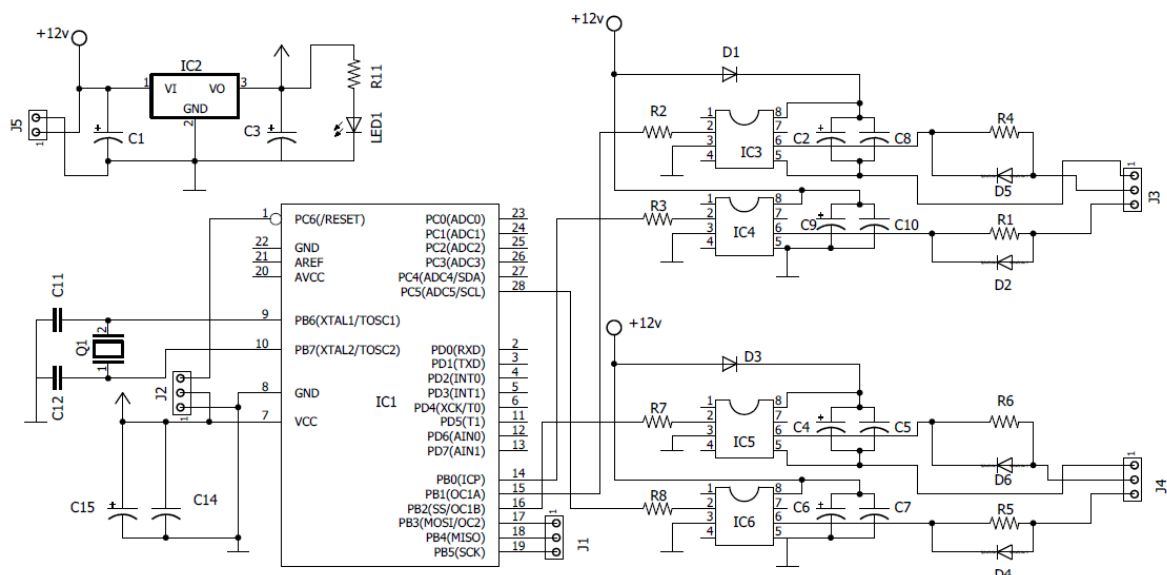 +12v
IC2
1
VI
VO
3
GND
2
J5
1
C1
C3
R11
LED1
1
PC6(/RESET)
22
GND
21
AREF
20
AVCC
9
PB6(XTAL1/TOSC1)
10
PB7(XTAL2/TOSC2)
8
GND
7
VCC
IC1
PC0(ADC0)
23
PC1(ADC1)
24
PC2(ADC2)
25
PC3(ADC3)
26
PC4(ADC4/SDA)
27
PC5(ADC5/SCL)
28
PD0(RXD)
2
PD1(TXD)
3
PD2(INT0)
4
PD3(INT1)
5
PD4(XCK/T0)
6
PD5(T1)
11
PD6(AIN0)
12
PD7(AIN1)
13
PB0(ICP)
14
PB1(OC1A)
15
PB2(SS/OC1B)
16
PB3(MOSI/OC2)
17
PB4(MISO)
18
PB5(SCK)
19
C11
C12
Q1
2
1
J2
1
C15
C14
J1
1
+12v
D1
R2
1
2
3
4
8
7
6
5
IC3
C2
C8
R4
D5
1
J3
R3
1
2
3
4
8
7
6
5
IC4
C9
C10
R1
D2
+12v
D3
R7
1
2
3
4
8
7
6
5
IC5
C4
C5
R6
D6
1
J4
R8
1
2
3
4
8
7
6
5
IC6
C6
C7
R5
D4